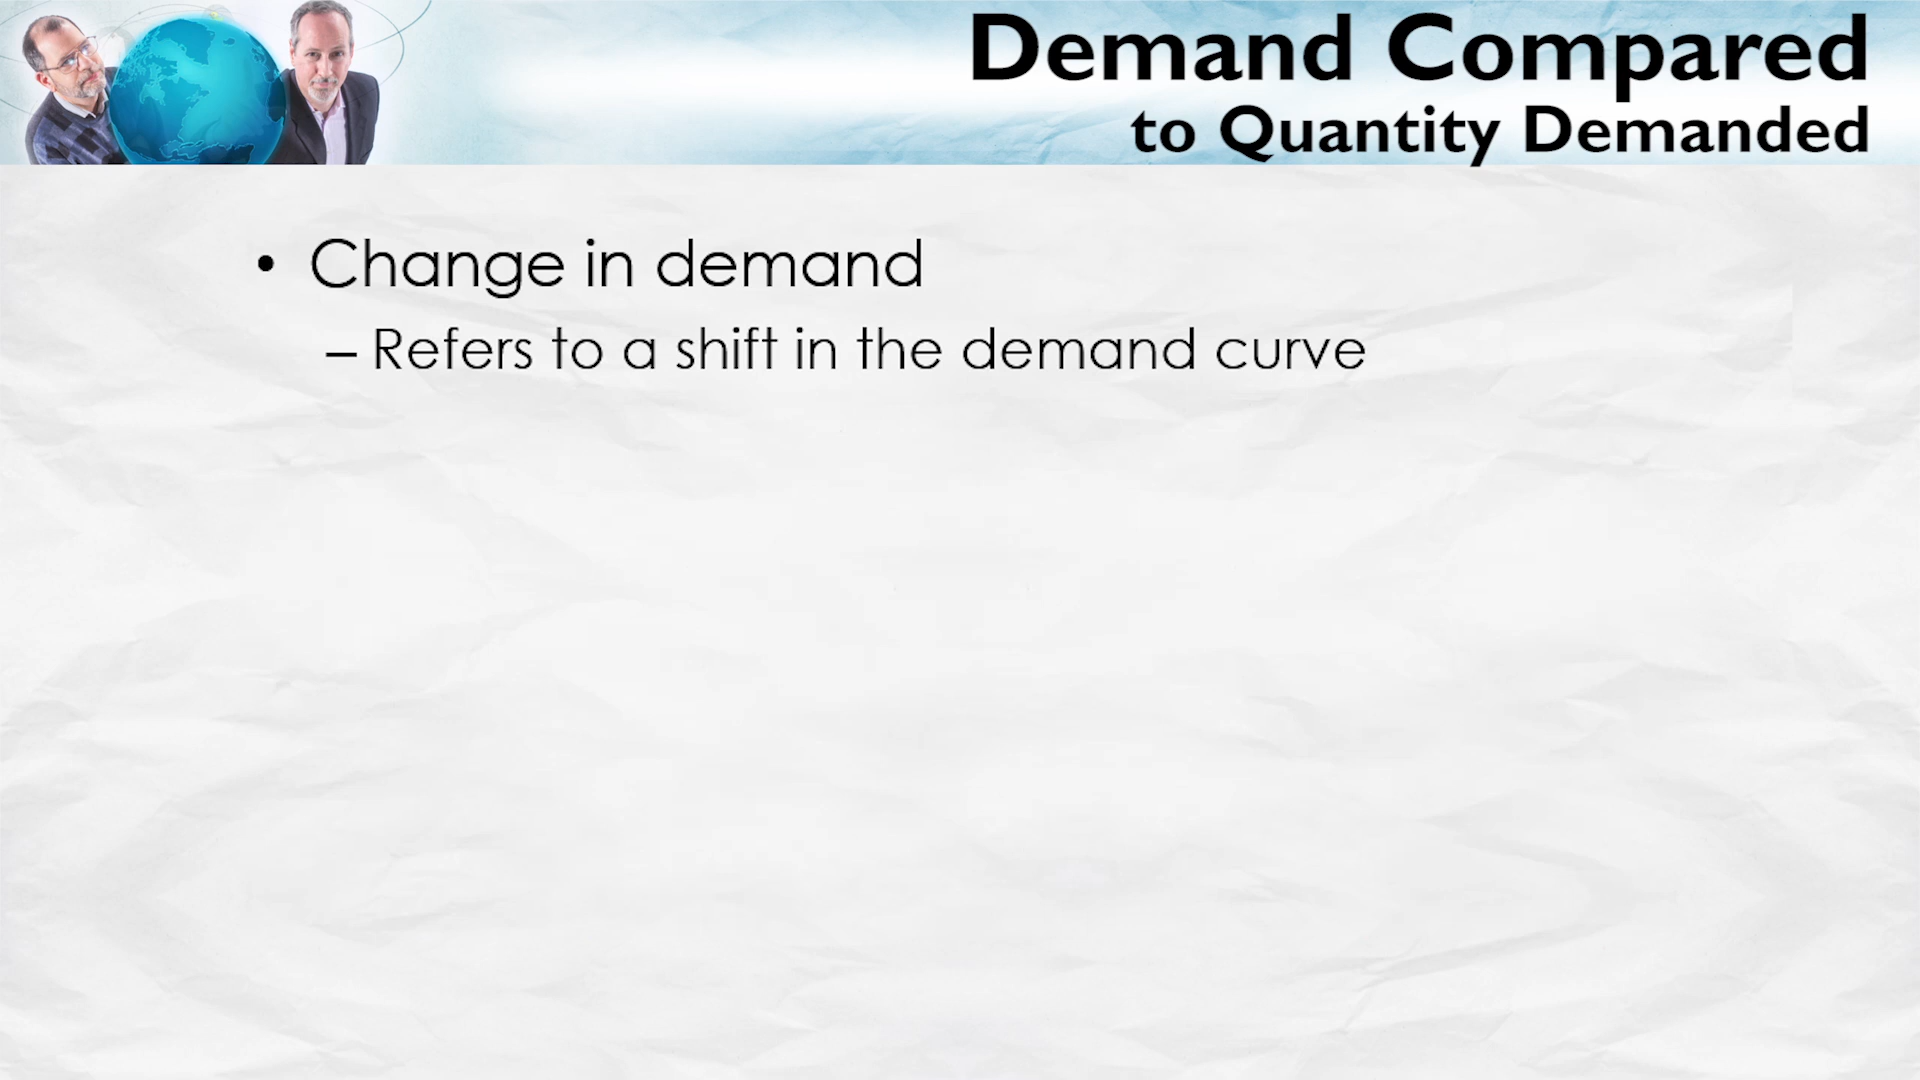 Demand Compared
to Quantity Demanded
• Change in demand
– Refers to a shift in the demand curve